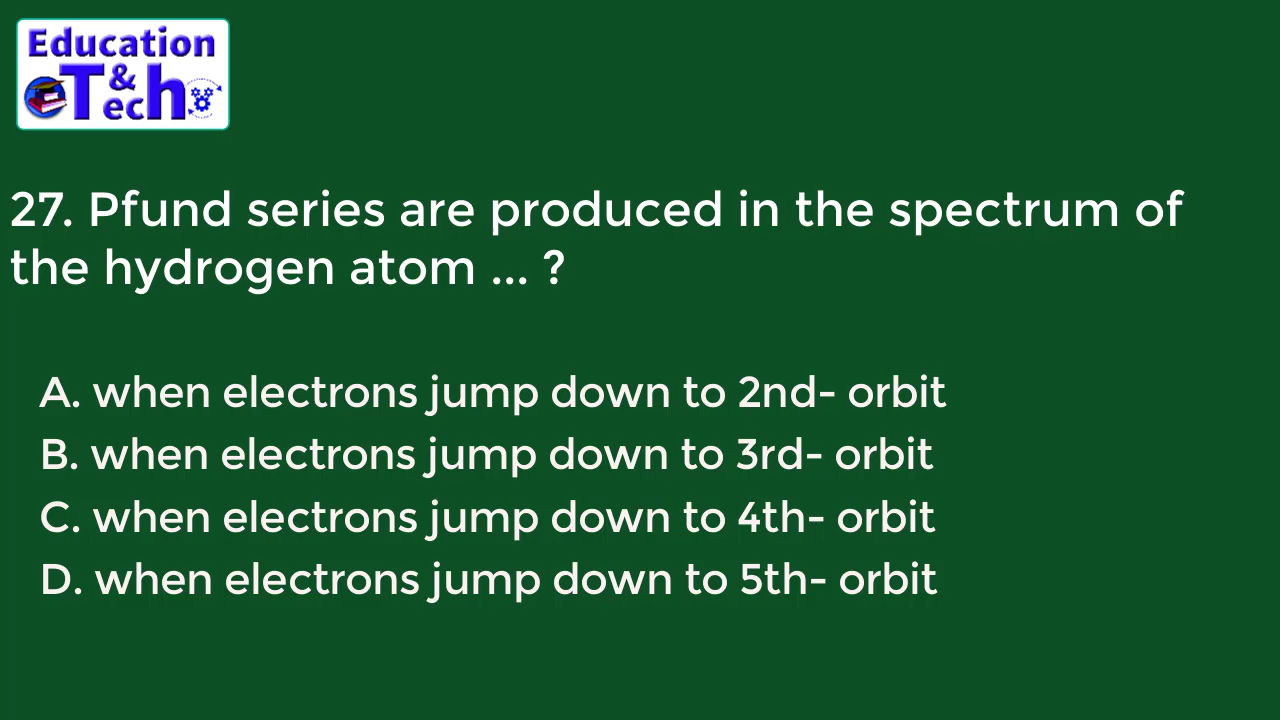 Education
&
Tech
27. Pfund series are produced in the spectrum of
the hydrogen atom ... ?
A. when electrons jump down to 2nd- orbit
B. when electrons jump down to 3rd- orbit
C. when electrons jump down to 4th- orbit
D. when electrons jump down to 5th- orbit